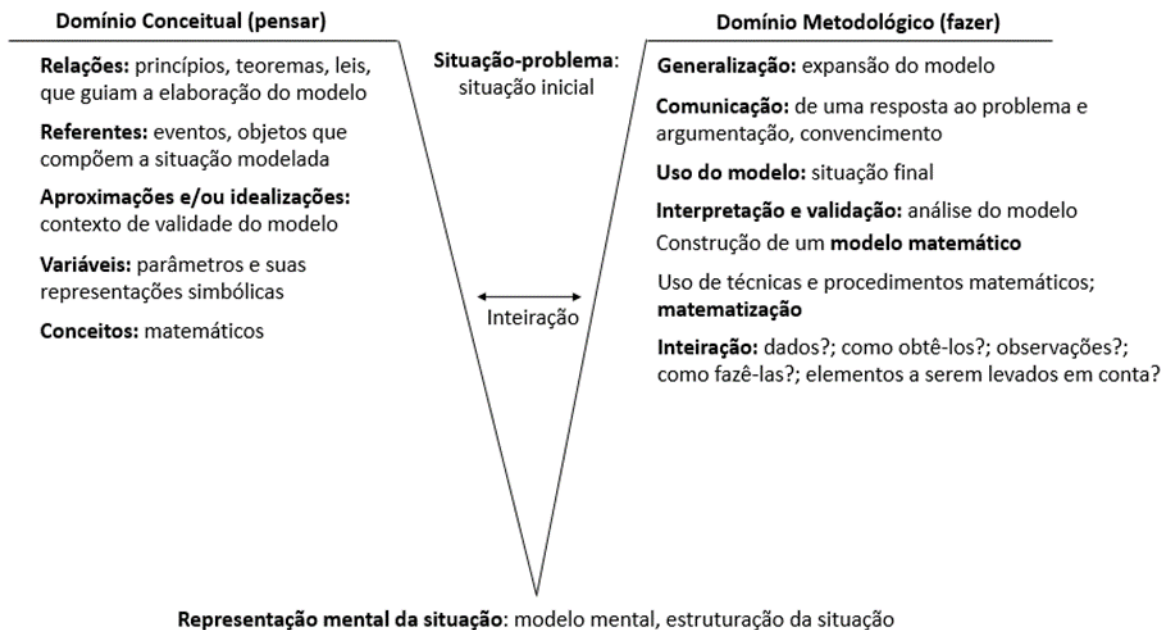 Domínio Conceitual (pensar)
Relações: princípios, teoremas, leis,
que guiam a elaboração do modelo
Referentes: eventos, objetos que
compõem a situação modelada
Aproximações e/ou idealizações:
contexto de validade do modelo
Variáveis: parâmetros e suas
representações simbólicas
Conceitos: matemáticos
Situação-problema:
situação inicial
Inteiração
Domínio Metodológico (fazer)
Generalização: expansão do modelo
Comunicação: de uma resposta ao problema e
argumentação, convencimento
Uso do modelo: situação final
Interpretação e validação: análise do modelo
Construção de um modelo matemático
Uso de técnicas e procedimentos matemáticos;
matematização
Inteiração: dados?; como obtê-los?; observações?;
como fazê-las?; elementos a serem levados em conta?
Representação mental da situação: modelo mental, estruturação da situação